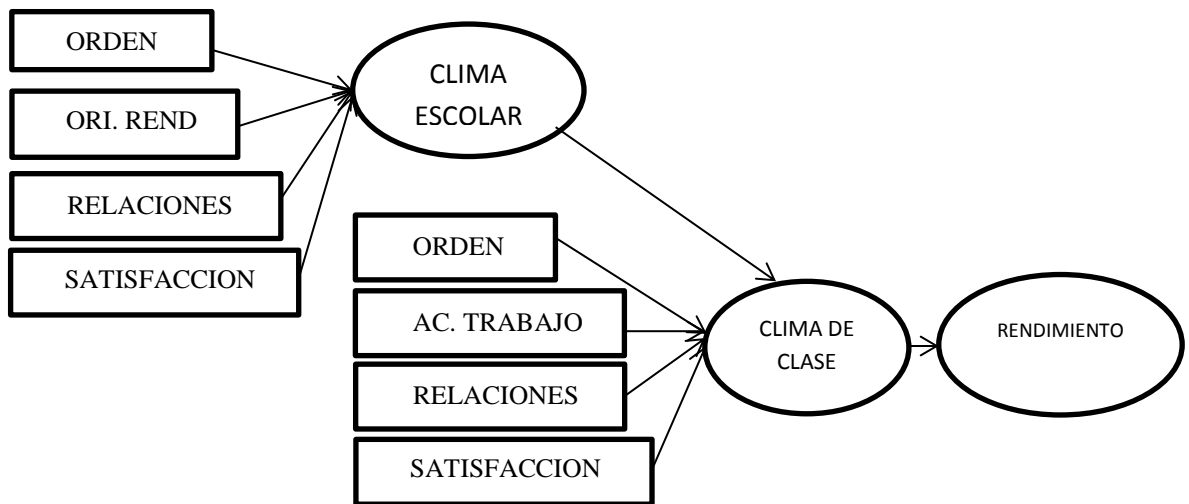 ORDEN
ORI. REND
RELACIONES
SATISFACCION
CLIMA
ESCOLAR
ORDEN
AC. TRABAJO
RELACIONES
SATISFACCION
CLIMA DE
CLASE
RENDIMIENTO